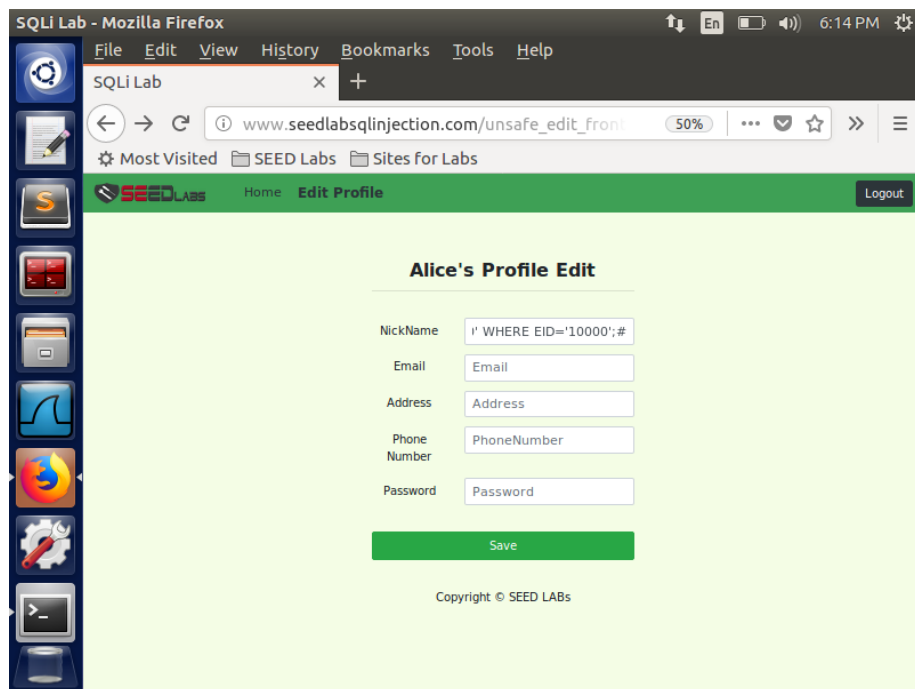 SQLi Lab - Mozilla Firefox
En
6:14 PM
File Edit View History Bookmarks Tools Help
SQLi Lab
www.seedlabsqlinjection.com/unsafe_edit_front
50%
Most Visited SEED Labs Sites for Labs
SEEDLABS Home Edit Profile Logout
Alice's Profile Edit
NickName ' WHERE EID='10000';#
Email Email
Address Address
Phone
Number
PhoneNumber
Password Password
Save
Copyright © SEED LABs